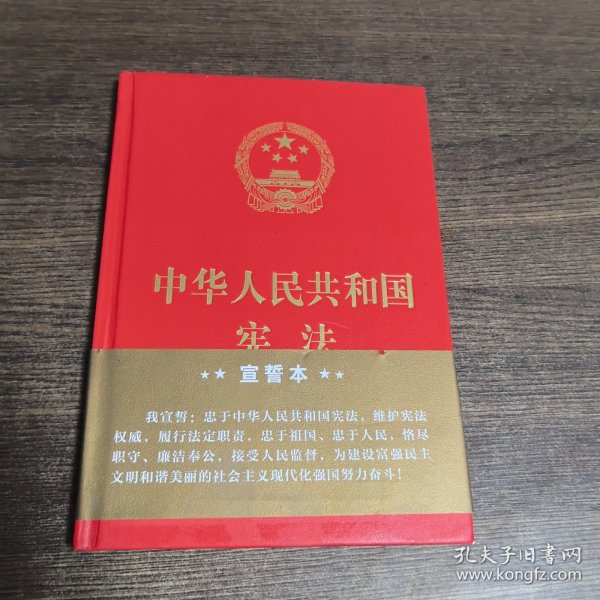 中华人民共和国
宪法
★★ 宣誓本 ★★
我宣誓：忠于中华人民共和国宪法，维护宪法
权威，履行法定职责，忠于祖国、忠于人民，恪尽
职守、廉洁奉公，接受人民监督，为建设富强民主
文明和谐美丽的社会主义现代化强国努力奋斗！
孔夫子旧书网
www.kongfz.com